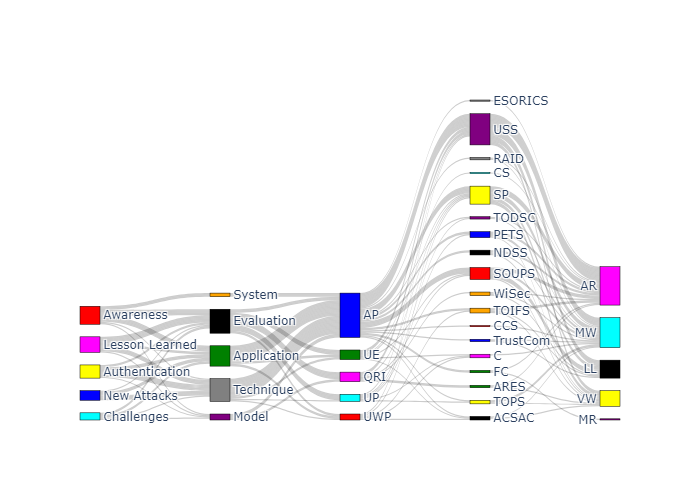 Awareness
Lesson Learned
Authentication
New Attacks
Challenges
System
Evaluation
Application
Technique
Model
AP
UE
QRI
UP
UWP
ESORICS
USS
RAID
CS
SP
TODSC
PETS
NDSS
SOUPS
WiSec
TOIFS
CCS
TrustCom
C
FC
ARES
TOPS
ACSAC
AR
MW
LL
VW
MR